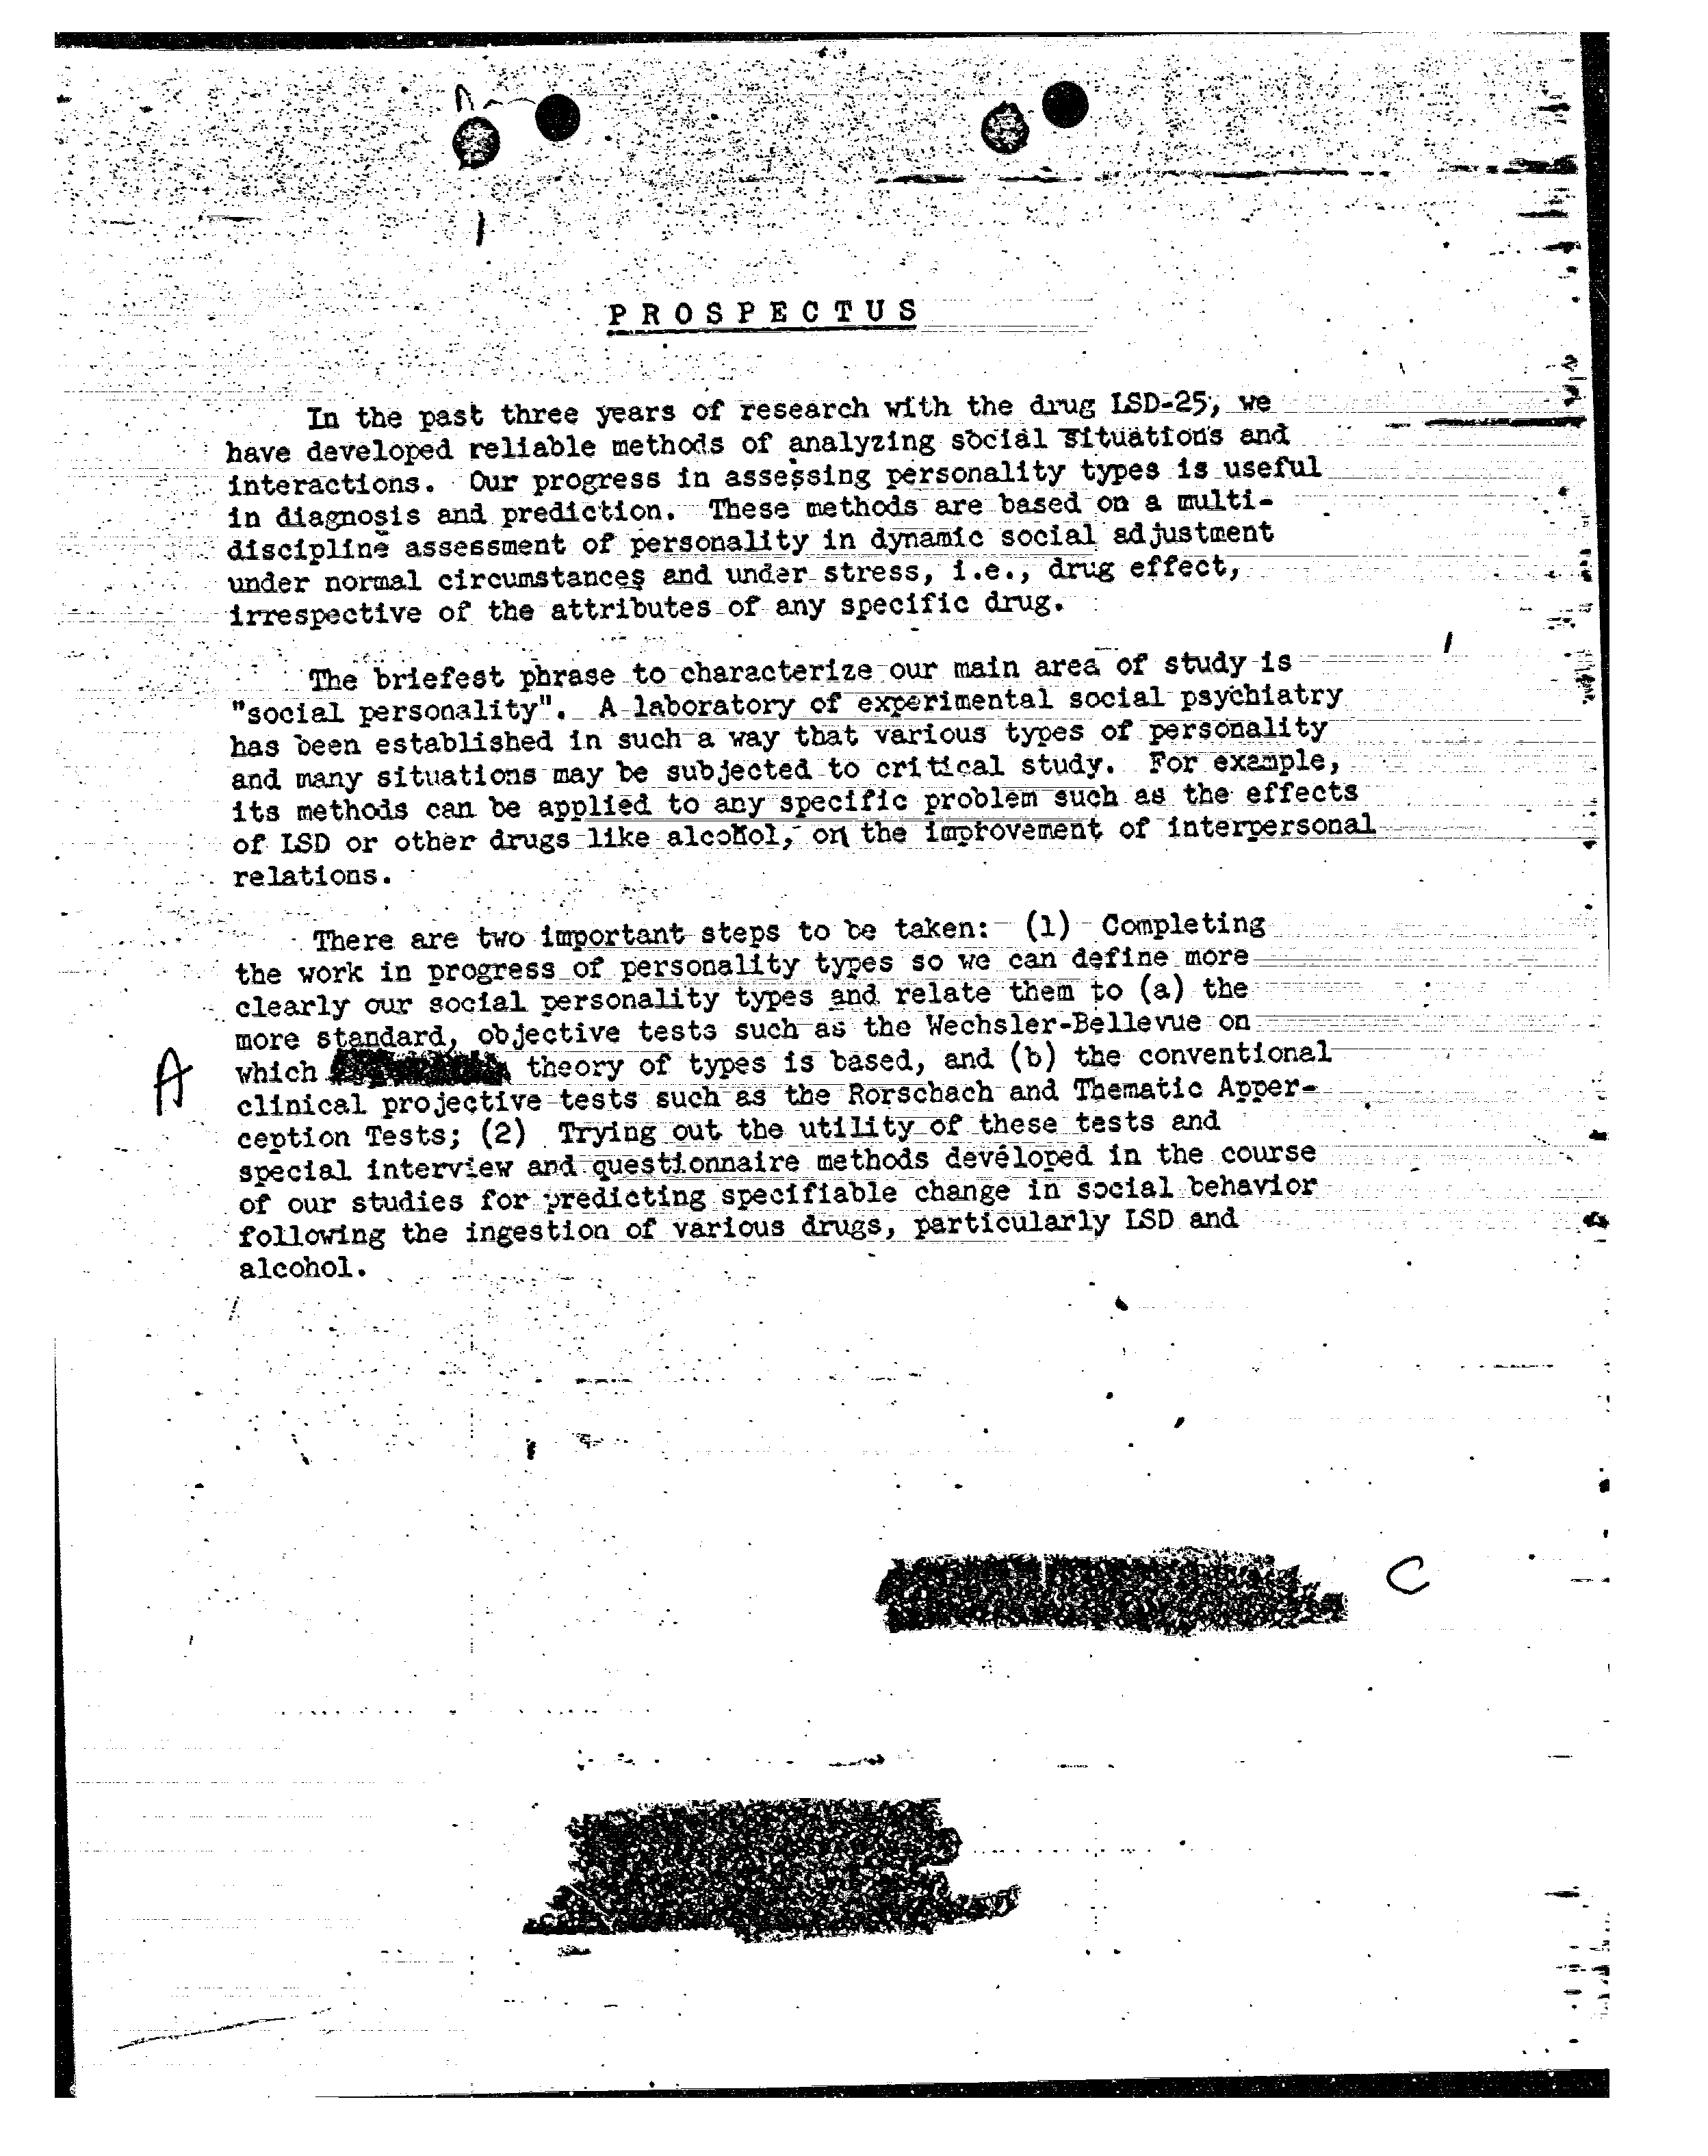 P R O S P E C T U S
In the past three years of research with the drug LSD-25, we
have developed reliable methods of analyzing social situations and
interactions. Our progress in assessing personality types is useful
in diagnosis and prediction. These methods are based on a multi-
discipline assessment of personality in dynamic social adjustment
under normal circumstances and under stress, i.e., drug effect,
irrespective of the attributes of any specific drug.
The briefest phrase to characterize our main area of study is
"social personality". A laboratory of experimental social psychiatry
has been established in such a way that various types of personality
and many situations may be subjected to critical study. For example,
its methods can be applied to any specific problem such as the effects
of LSD or other drugs like alcohol, on the improvement of interpersonal
relations.
There are two important steps to be taken: (1) Completing
the work in progress of personality types so we can define more
clearly our social personality types and relate them to (a) the
more standard, objective tests such as the Wechsler-Bellevue on
A which theory of types is based, and (b) the conventional
clinical projective tests such as the Rorschach and Thematic Apper-
ception Tests; (2) Trying out the utility of these tests and
special interview and questionnaire methods developed in the course
of our studies for predicting specifiable change in social behavior
following the ingestion of various drugs, particularly LSD and
alcohol.
C